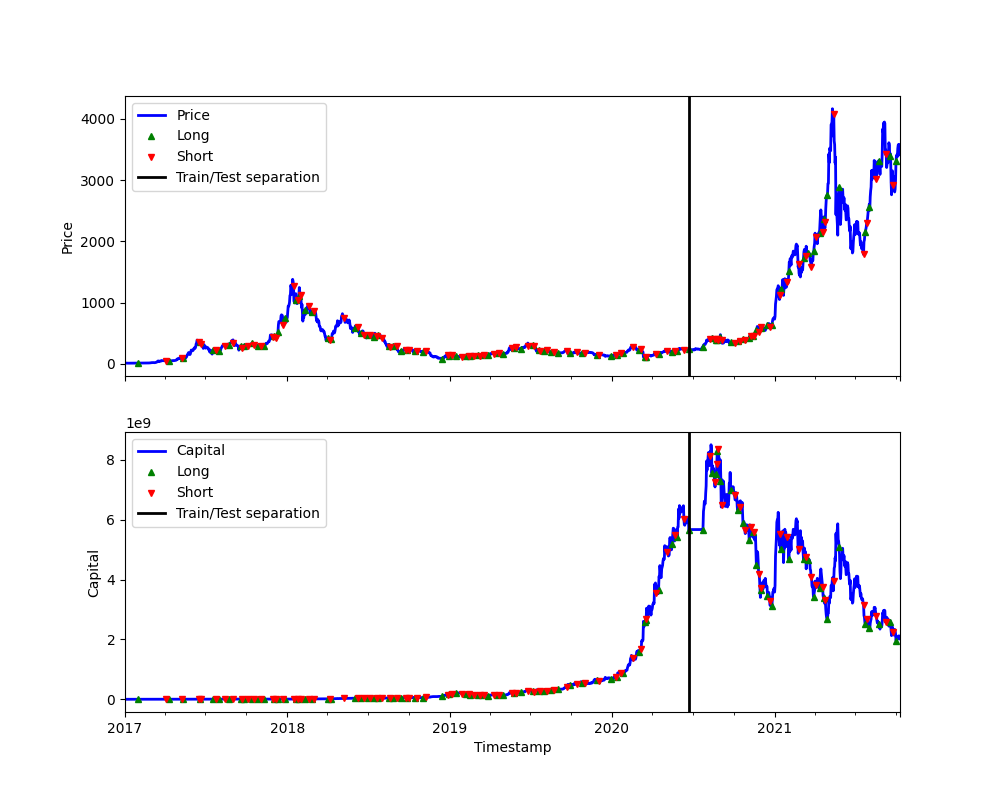 4000
3000
2000
1000
0
Price
Price
Long
Short
Train/Test separation
1e9
8
6
4
2
0
Capital
Capital
Long
Short
Train/Test separation
2017 2018 2019 2020 2021
Timestamp